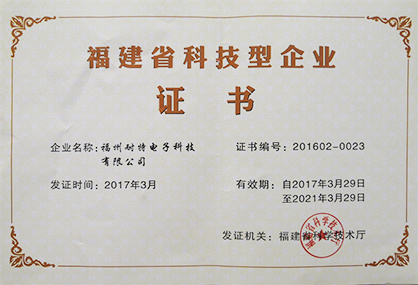 福建省科技型企业
证书
企业名称：福州耐特电子科技有限公司
证书编号：201602-0023
发证时间：2017年3月
有效期：自2017年3月29日
至2021年3月29日
发证机关：福建省科学技术厅